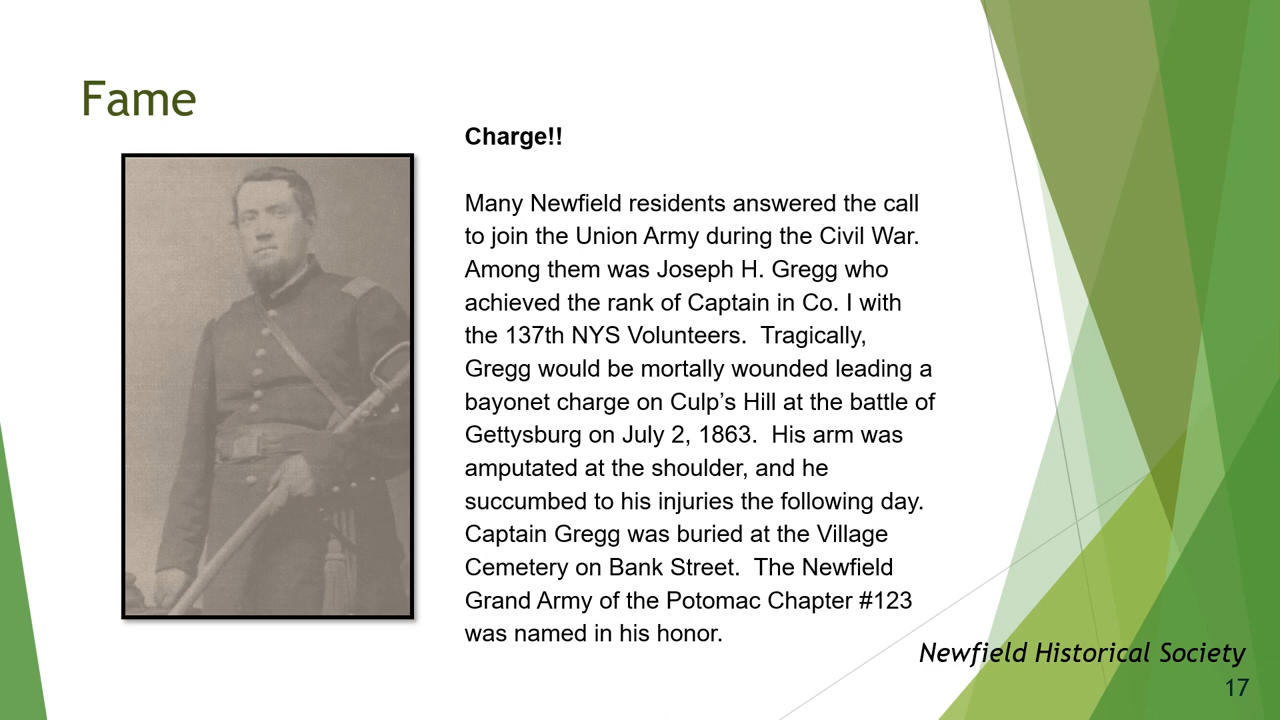 Fame
Charge!!
Many Newfield residents answered the call
to join the Union Army during the Civil War.
Among them was Joseph H. Gregg who
achieved the rank of Captain in Co. I with
the 137th NYS Volunteers.  Tragically,
Gregg would be mortally wounded leading a
bayonet charge on Culp’s Hill at the battle of
Gettysburg on July 2, 1863.  His arm was
amputated at the shoulder, and he
succumbed to his injuries the following day.
Captain Gregg was buried at the Village
Cemetery on Bank Street.  The Newfield
Grand Army of the Potomac Chapter #123
was named in his honor.
Newfield Historical Society
17